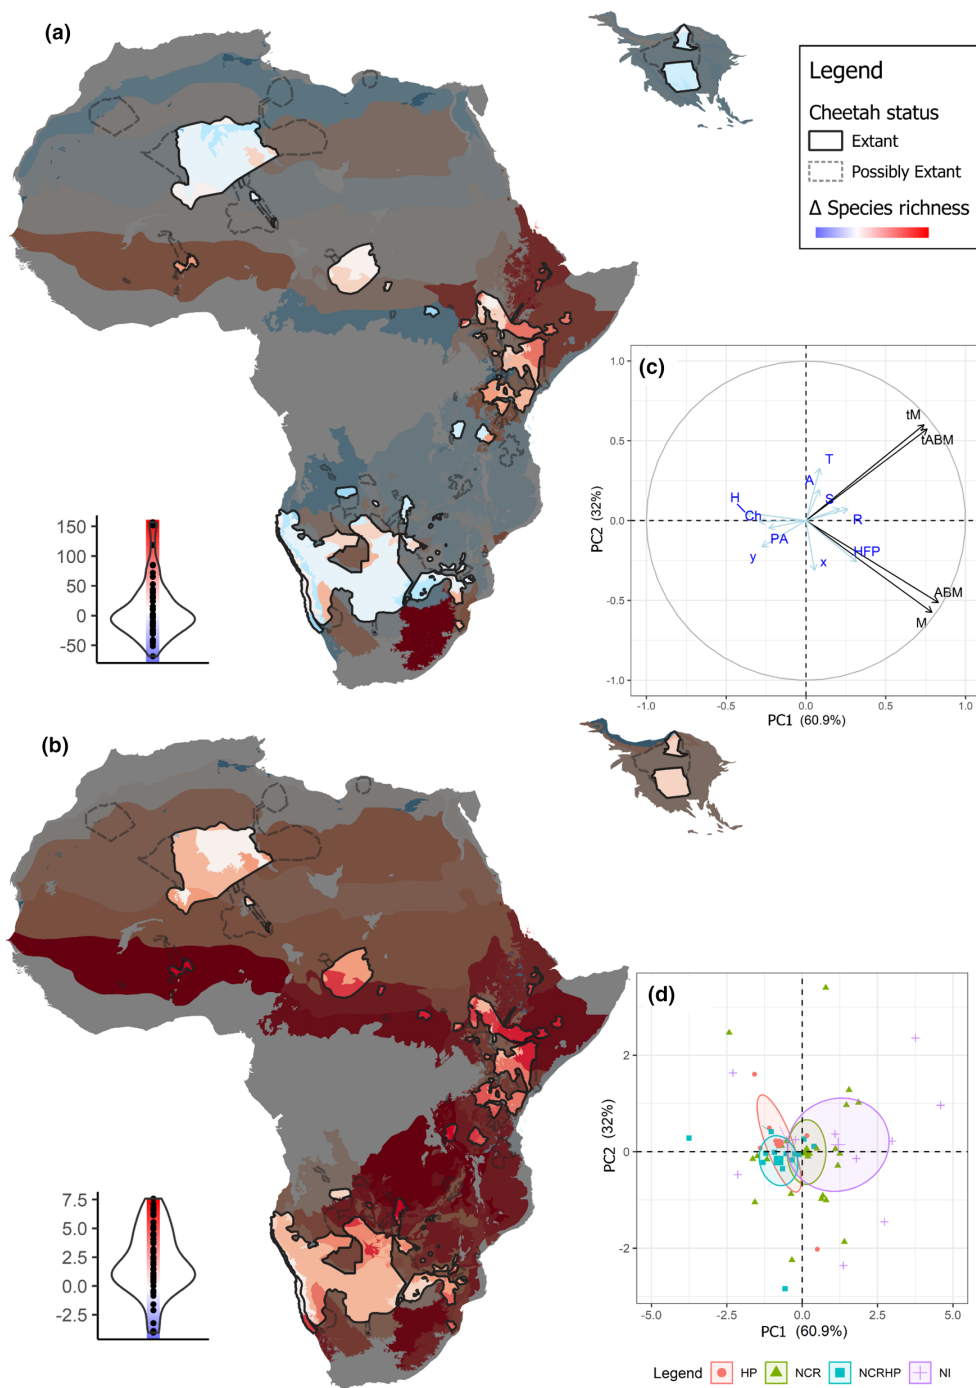 (a)
Legend
Cheetah status
Extant
Possibly Extant
Δ Species richness
150
100
50
0
-50
(c)
1.0
0.5
0.0
-0.5
-1.0
PC2 (32%)
tM
tABM
T
A
S
H
Ch
R
PA
HFP
y
x
ABM
M
-1.0 -0.5 0.0 0.5 1.0
PC1 (60.9%)
(b)
7.5
5.0
2.5
0.0
-2.5
(d)
2
0
-2
PC2 (32%)
-5.0 -2.5 0.0 2.5 5.0
PC1 (60.9%)
Legend HP NCR NCRHP NI